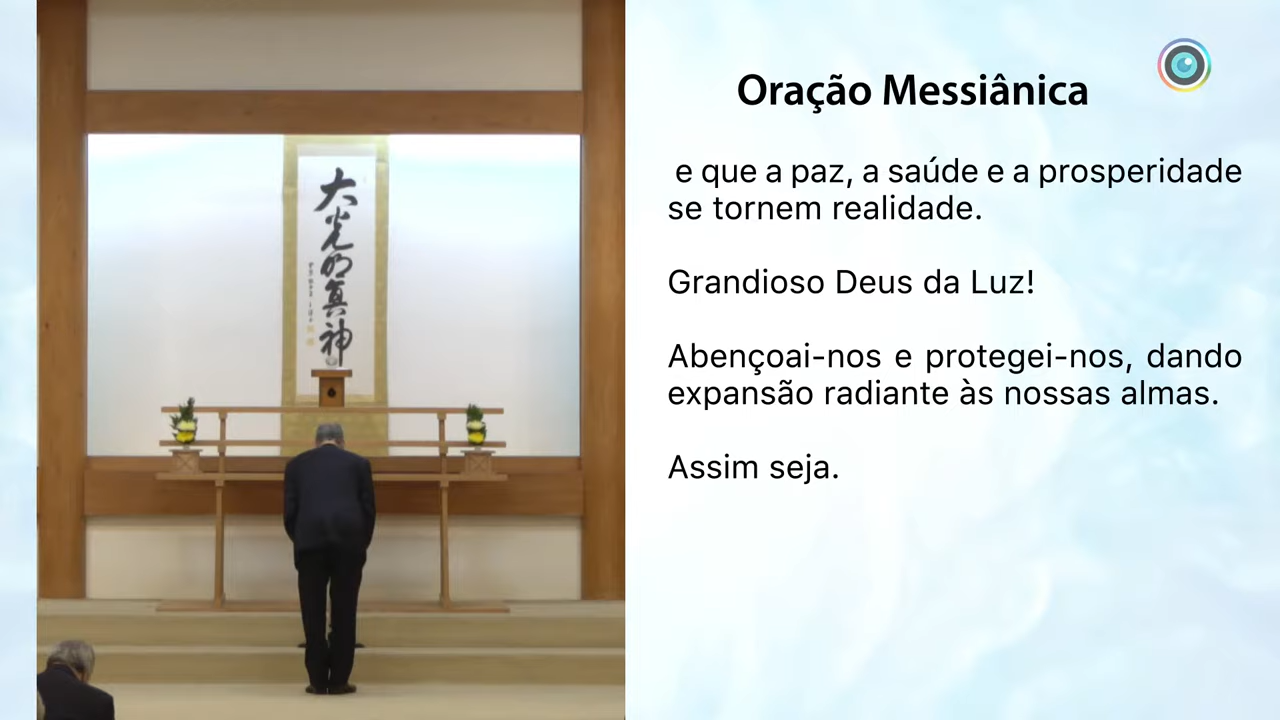 大光明真神
Oração Messiânica
e que a paz, a saúde e a prosperidade
se tornem realidade.
Grandioso Deus da Luz!
Abençoai-nos e protegei-nos, dando
expansão radiante às nossas almas.
Assim seja.